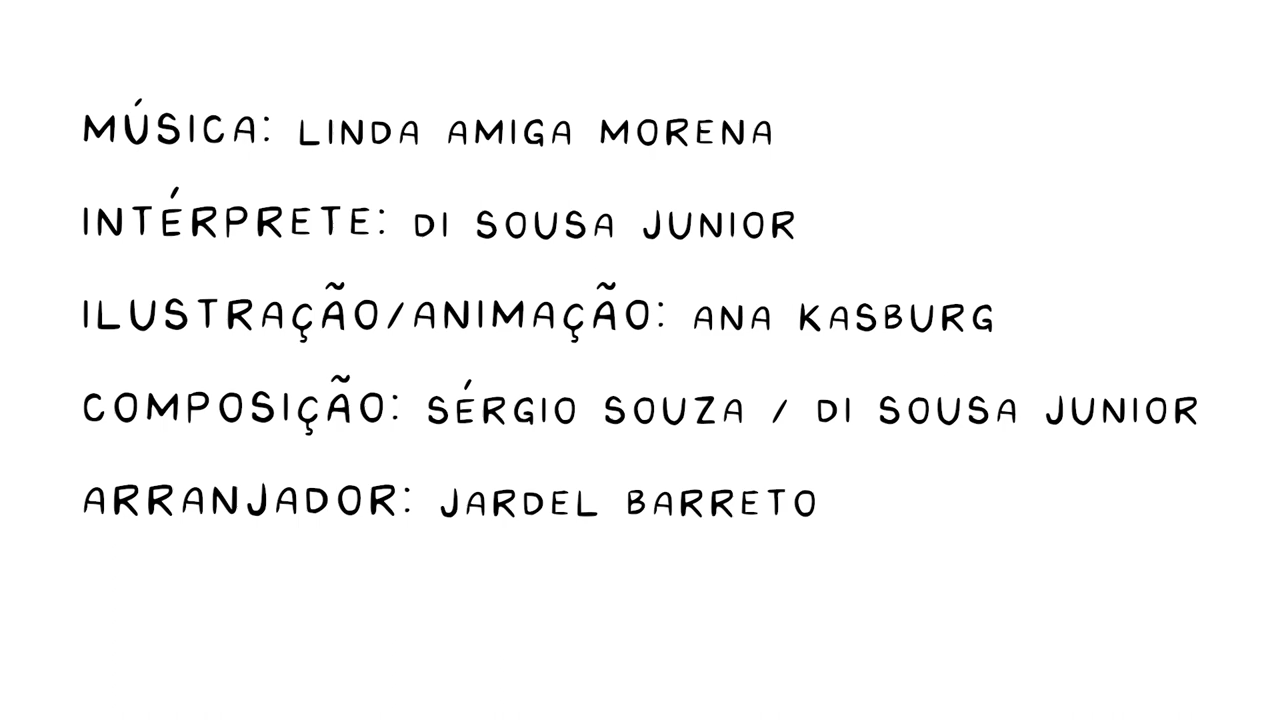 MÚSICA: LINDA AMIGA MORENA
INTÉRPRETE: DI SOUSA JUNIOR
ILUSTRAÇÃO/ANIMAÇÃO: ANA KASBURG
COMPOSIÇÃO: SÉRGIO SOUZA / DI SOUSA JUNIOR
ARRANJADOR: JARDEL BARRETO